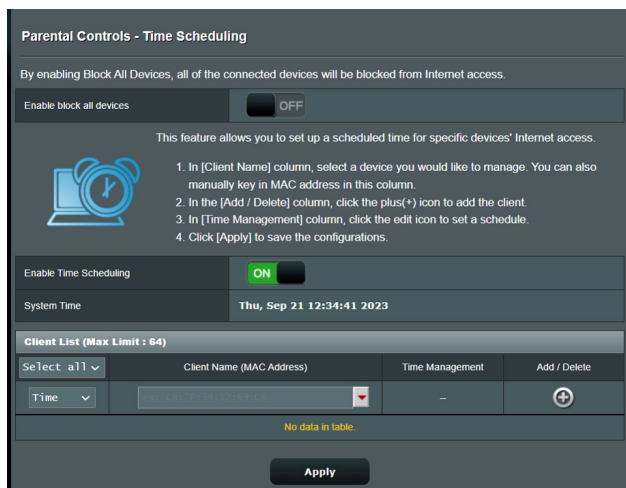 Parental Controls - Time Scheduling
By enabling Block All Devices, all of the connected devices will be blocked from Internet access.
Enable block all devices
OFF
This feature allows you to set up a scheduled time for specific devices' Internet access.
1. In [Client Name] column, select a device you would like to manage. You can also
manually key in MAC address in this
column.
2. In the [Add / Delete] column, click the plus(+) icon to add the
client.
3. In [Time Management] column, click the edit icon to set a schedule.
4. Click [Apply] to save the configurations.
Enable Time Scheduling
ON
System Time
Thu, Sep 21 12:34:41 2023
Client List (Max Limit : 64)
Select all
Client Name (MAC Address)
Time Management
Add / Delete
Time
–
No data in table.
Apply